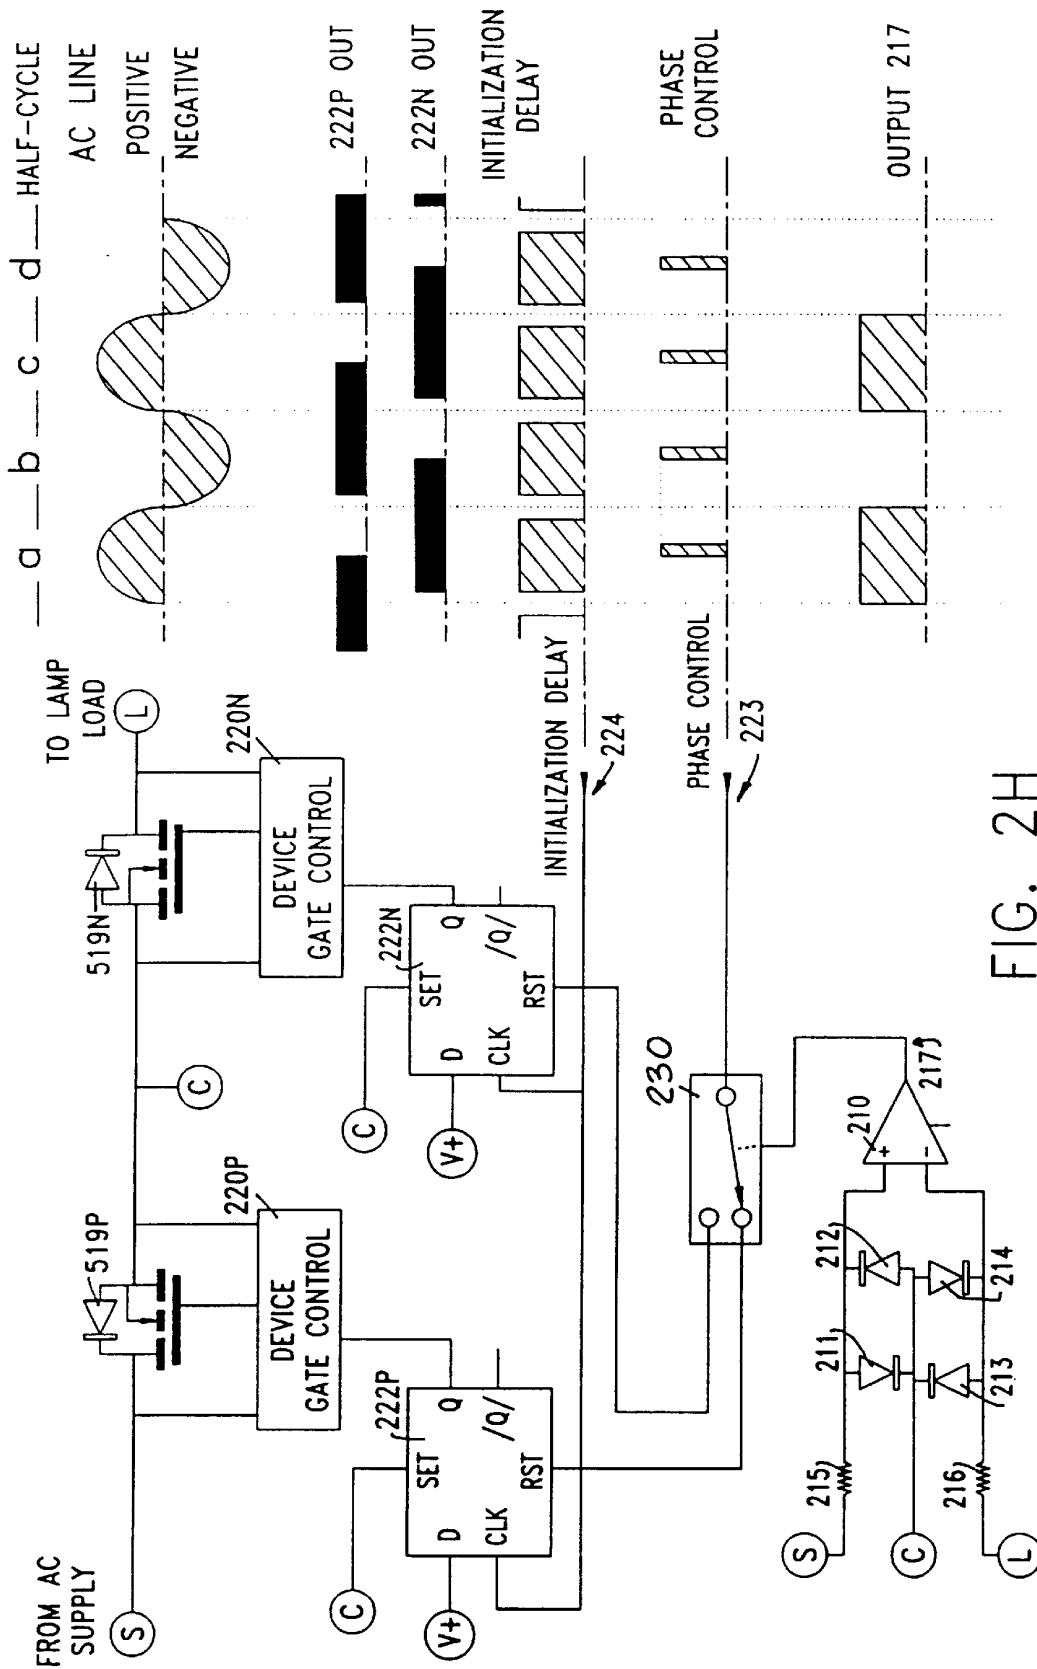 a b c d HALF-CYCLE
AC LINE
POSITIVE
NEGATIVE
222P OUT
222N OUT
INITIALIZATION
DELAY
PHASE
CONTROL
OUTPUT 217
FROM AC
SUPPLY
S
519P
C
519N
TO LAMP
LOAD
L
220P
DEVICE
GATE CONTROL
220N
DEVICE
GATE CONTROL
C
222P
SET
D
Q
V+
CLK
/Q/
RST
C
222N
SET
D
Q
V+
CLK
/Q/
RST
INITIALIZATION DELAY
224
PHASE CONTROL
223
230
S
215
211
212
210
+
-
217
C
L
216
213
214
FIG. 2H